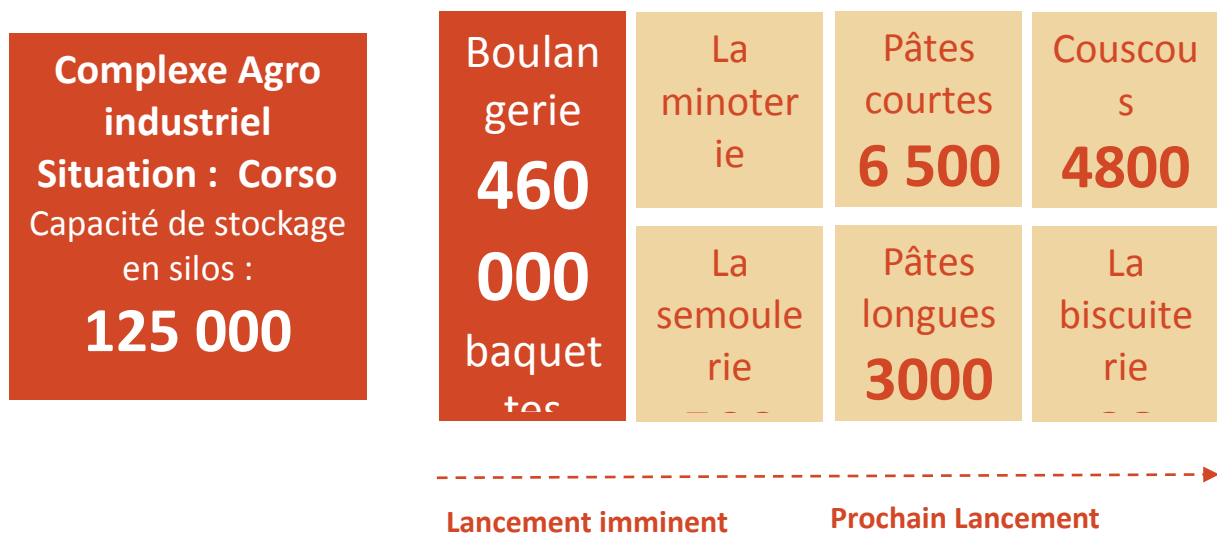 Complexe Agro
industriel
Situation : Corso
Capacité de stockage
en silos :
125 000
Boulan
gerie
460
000
baquet
tes
La
minoter
ie
Pâtes
courtes
6 500
Couscou
s
4800
La
semoule
rie
Pâtes
longues
3000
La
biscuite
rie
Lancement imminent
Prochain Lancement